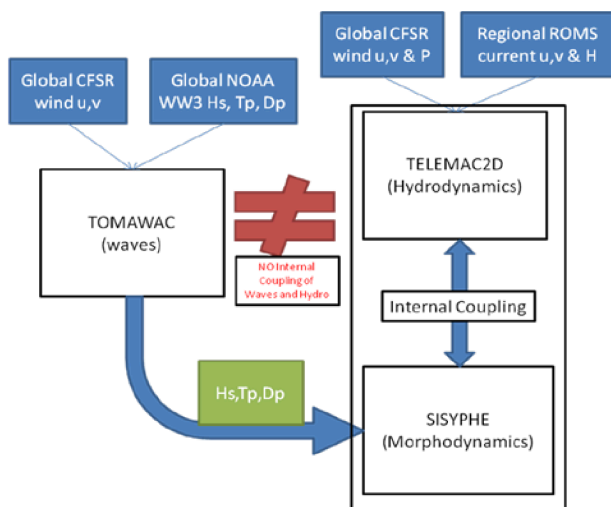 Global CFSR
wind u,v
Global NOAA
WW3 Hs, Tp, Dp
Global CFSR
wind u,v & P
Regional ROMS
current u,v & H
TOMAWAC
(waves)
NO Internal
Coupling of
Waves and Hydro
TELEMAC2D
(Hydrodynamics)
Internal Coupling
Hs,Tp,Dp
SISYPHE
(Morphodynamics)